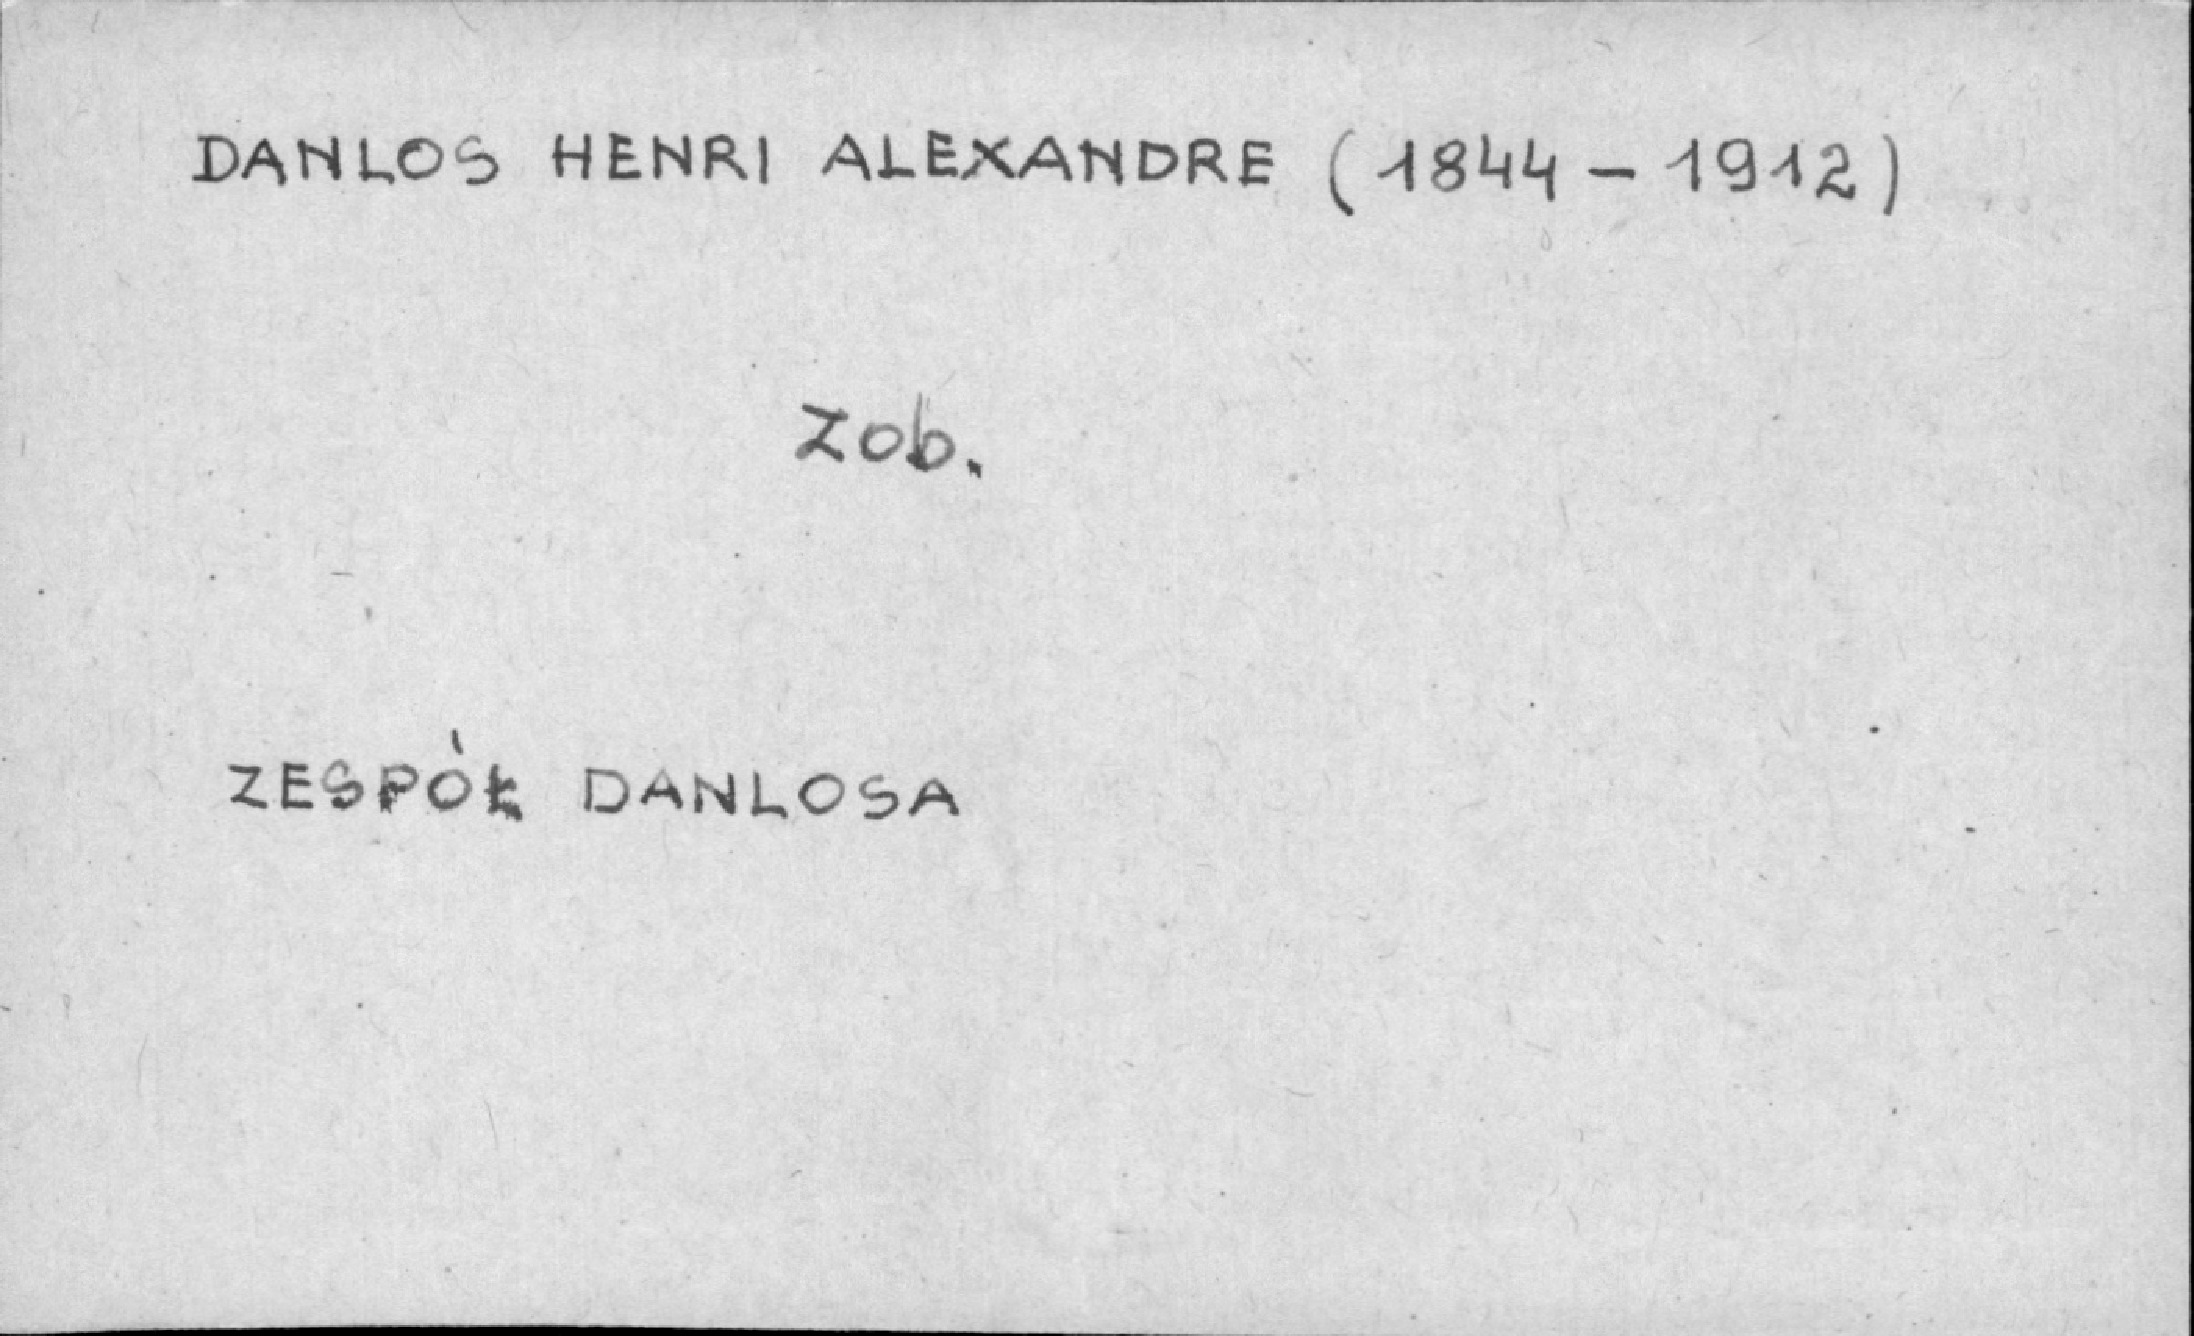 DANLOS HENRI ALEXANDRE (1844 – 1912)
Zob.
ZESPÓŁ DANLOSA